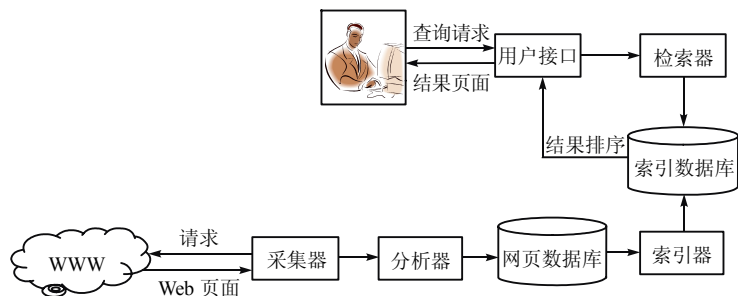 查询请求
用户接口
检索器
结果页面
结果排序
索引数据库
请求
WWW
采集器
分析器
网页数据库
索引器
Web 页面